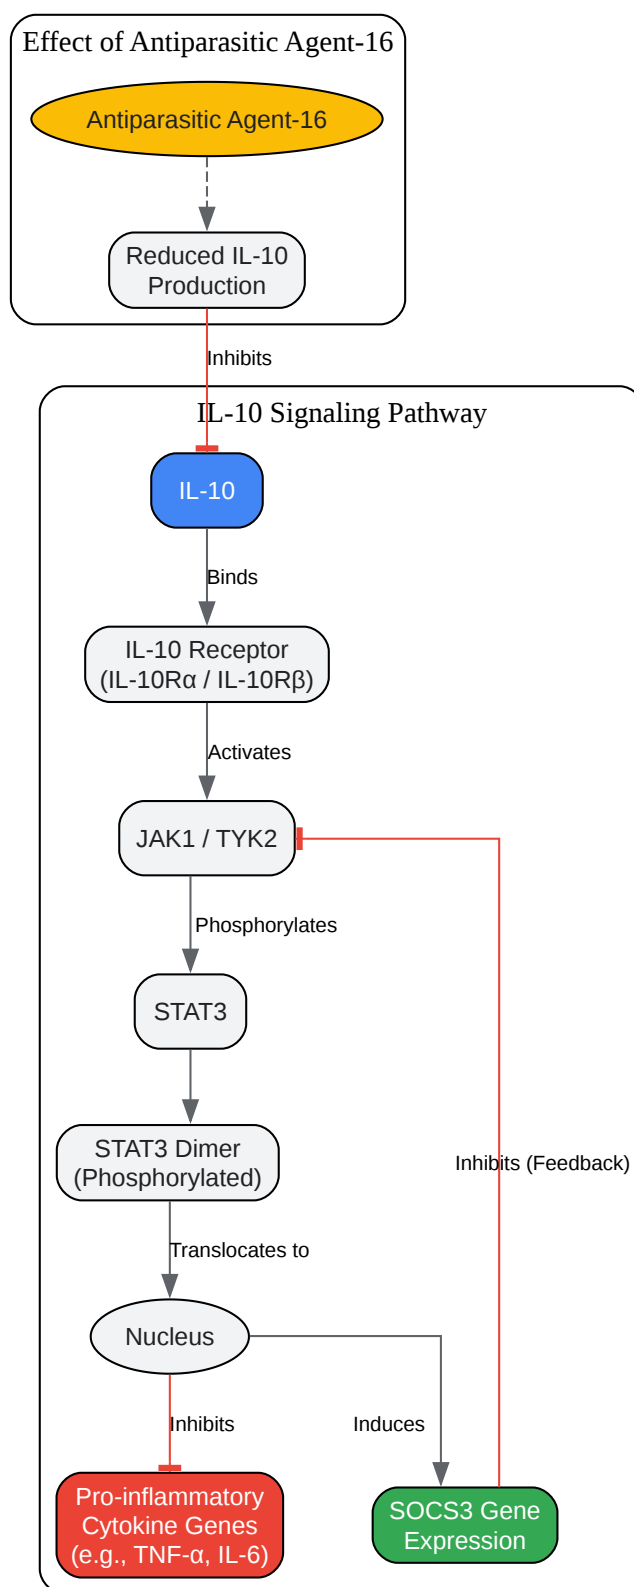 Effect of Antiparasitic Agent-16
Antiparasitic Agent-16
Reduced IL-10
Production
Inhibits
IL-10 Signaling Pathway
IL-10
Binds
IL-10 Receptor
(IL-10Rα / IL-10Rβ)
Activates
JAK1 / TYK2
Phosphorylates
STAT3
STAT3 Dimer
(Phosphorylated)
Inhibits (Feedback)
Translocates to
Nucleus
Inhibits
Induces
Pro-inflammatory
Cytokine Genes
(e.g., TNF-α, IL-6)
SOCS3 Gene
Expression